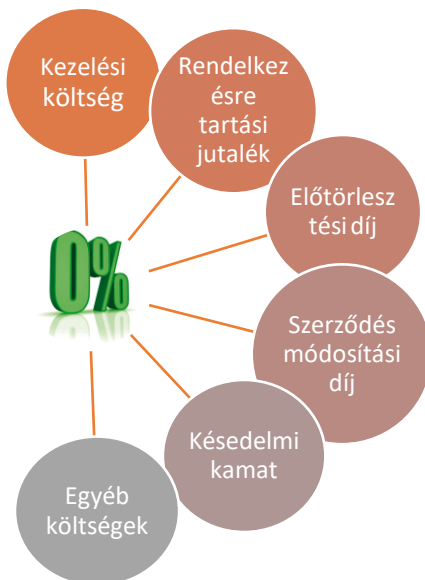 Kezelési
költség
Rendelkez
ésre
tartási
jutalék
Előtörlesz
tési díj
0%
Szerződés
módosítási
díj
Késedelmi
kamat
Egyéb
költségek